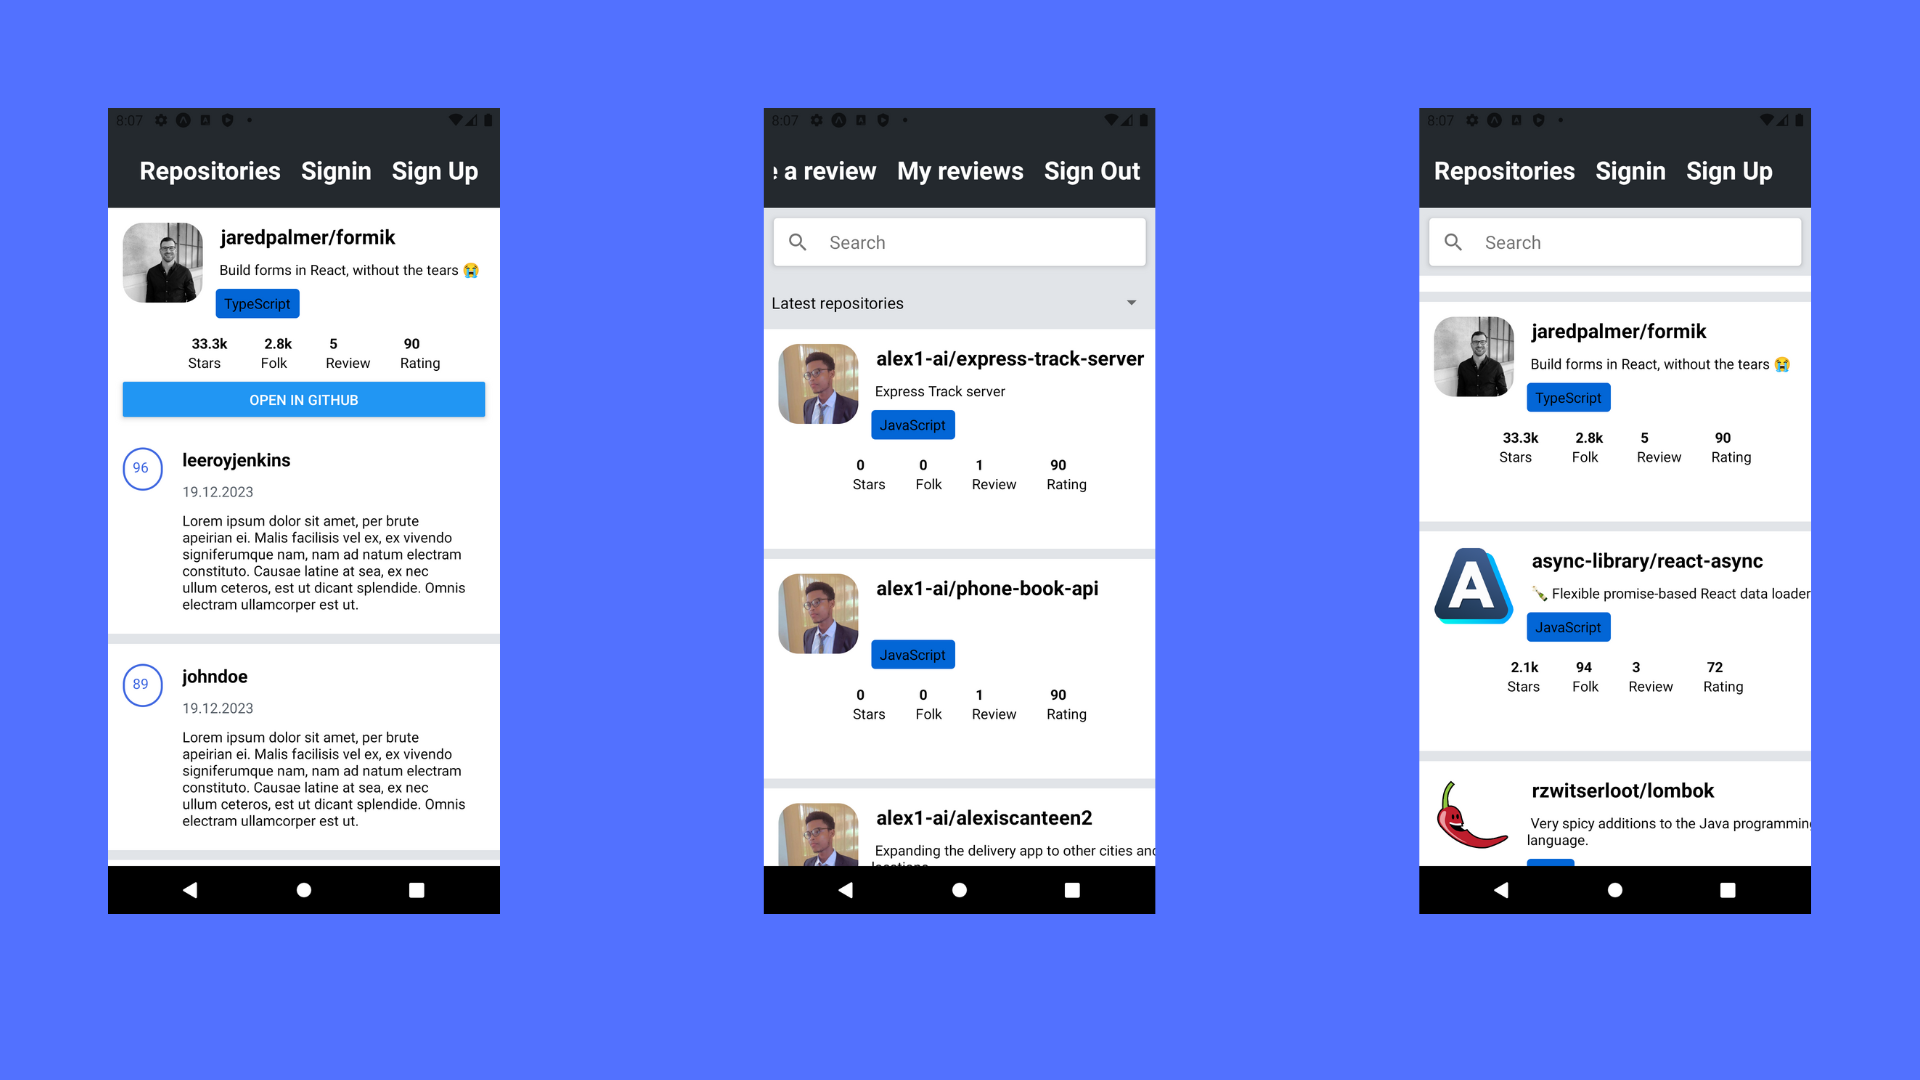 8:07
Repositories Signin Sign Up
jaredpalmer/formik
Build forms in React, without the tears 😭
TypeScript
33.3k 2.8k 5 90
Stars Folk Review Rating
OPEN IN GITHUB
96
leeroyjenkins
19.12.2023
Lorem ipsum dolor sit amet, per brute
apeirian ei. Malis facilisis vel ex, ex vivendo
signiferumque nam, nam ad natum electram
constituto. Causae latine at sea, ex nec
ullum ceteros, est ut dicant splendide. Omnis
electram ullamcorper est ut.
89
johndoe
19.12.2023
Lorem ipsum dolor sit amet, per brute
apeirian ei. Malis facilisis vel ex, ex vivendo
signiferumque nam, nam ad natum electram
constituto. Causae latine at sea, ex nec
ullum ceteros, est ut dicant splendide. Omnis
electram ullamcorper est ut.
8:07
e a review My reviews Sign Out
Search
Latest repositories
alex1-ai/express-track-server
Express Track server
JavaScript
0 0 1 90
Stars Folk Review Rating
alex1-ai/phone-book-api
JavaScript
0 0 1 90
Stars Folk Review Rating
alex1-ai/alexiscanteen2
Expanding the delivery app to other cities and
8:07
Repositories Signin Sign Up
Search
jaredpalmer/formik
Build forms in React, without the tears 😭
TypeScript
33.3k 2.8k 5 90
Stars Folk Review Rating
A
async-library/react-async
🍾 Flexible promise-based React data loader
JavaScript
2.1k 94 3 72
Stars Folk Review Rating
rzwitserloot/lombok
Very spicy additions to the Java programming
language.